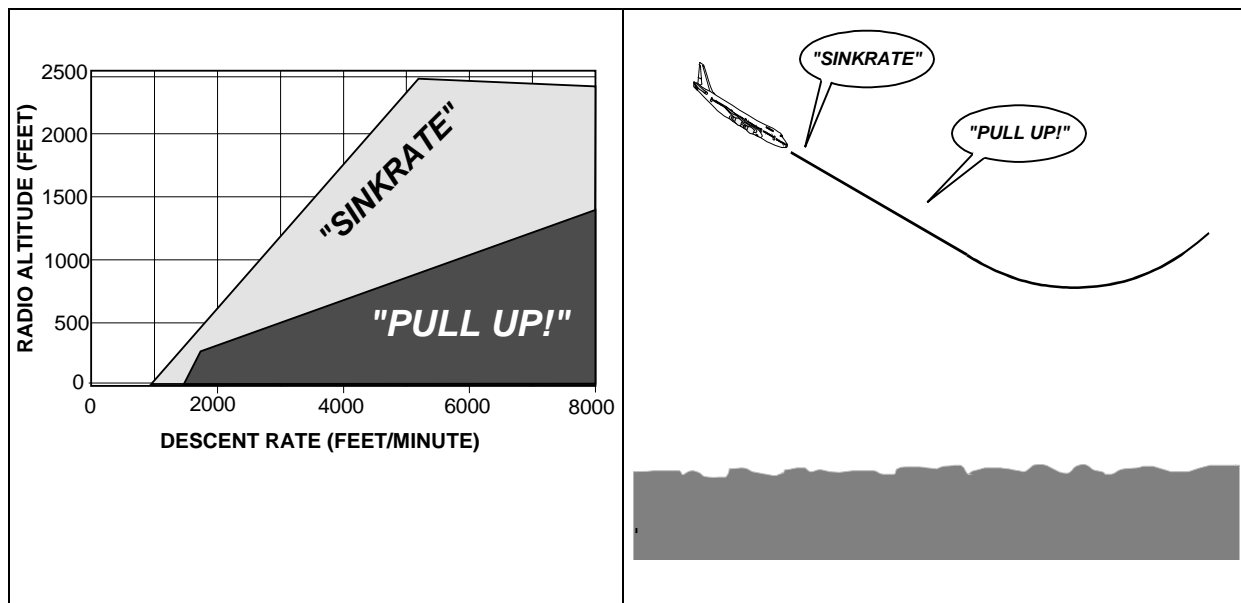 2500
2000
1500
1000
500
0
RADIO ALTITUDE (FEET)
"SINKRATE"
"PULL UP!"
0 2000 4000 6000 8000
DESCENT RATE (FEET/MINUTE)
"SINKRATE"
"PULL UP!"